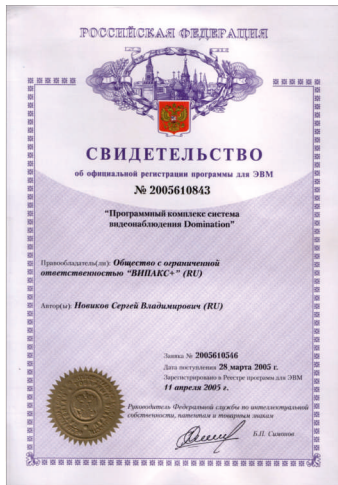 РОССИЙСКАЯ ФЕДЕРАЦИЯ
СВИДЕТЕЛЬСТВО
об официальной регистрации программы для ЭВМ
№ 2005610843
“Программный комплекс система
видеонаблюдения Domination”
Правообладатель(ли): Общество с ограниченной
ответственностью "ВИПАКС+" (RU)
Автор(ы): Новиков Сергей Владимирович (RU)
Заявка № 2005610546
Дата поступления 28 марта 2005 г.
Зарегистрировано в Реестре программ для ЭВМ
11 апреля 2005 г.
Руководитель Федеральной службы по интеллектуальной
собственности, патентам и товарным знакам
Б.П. Симонов